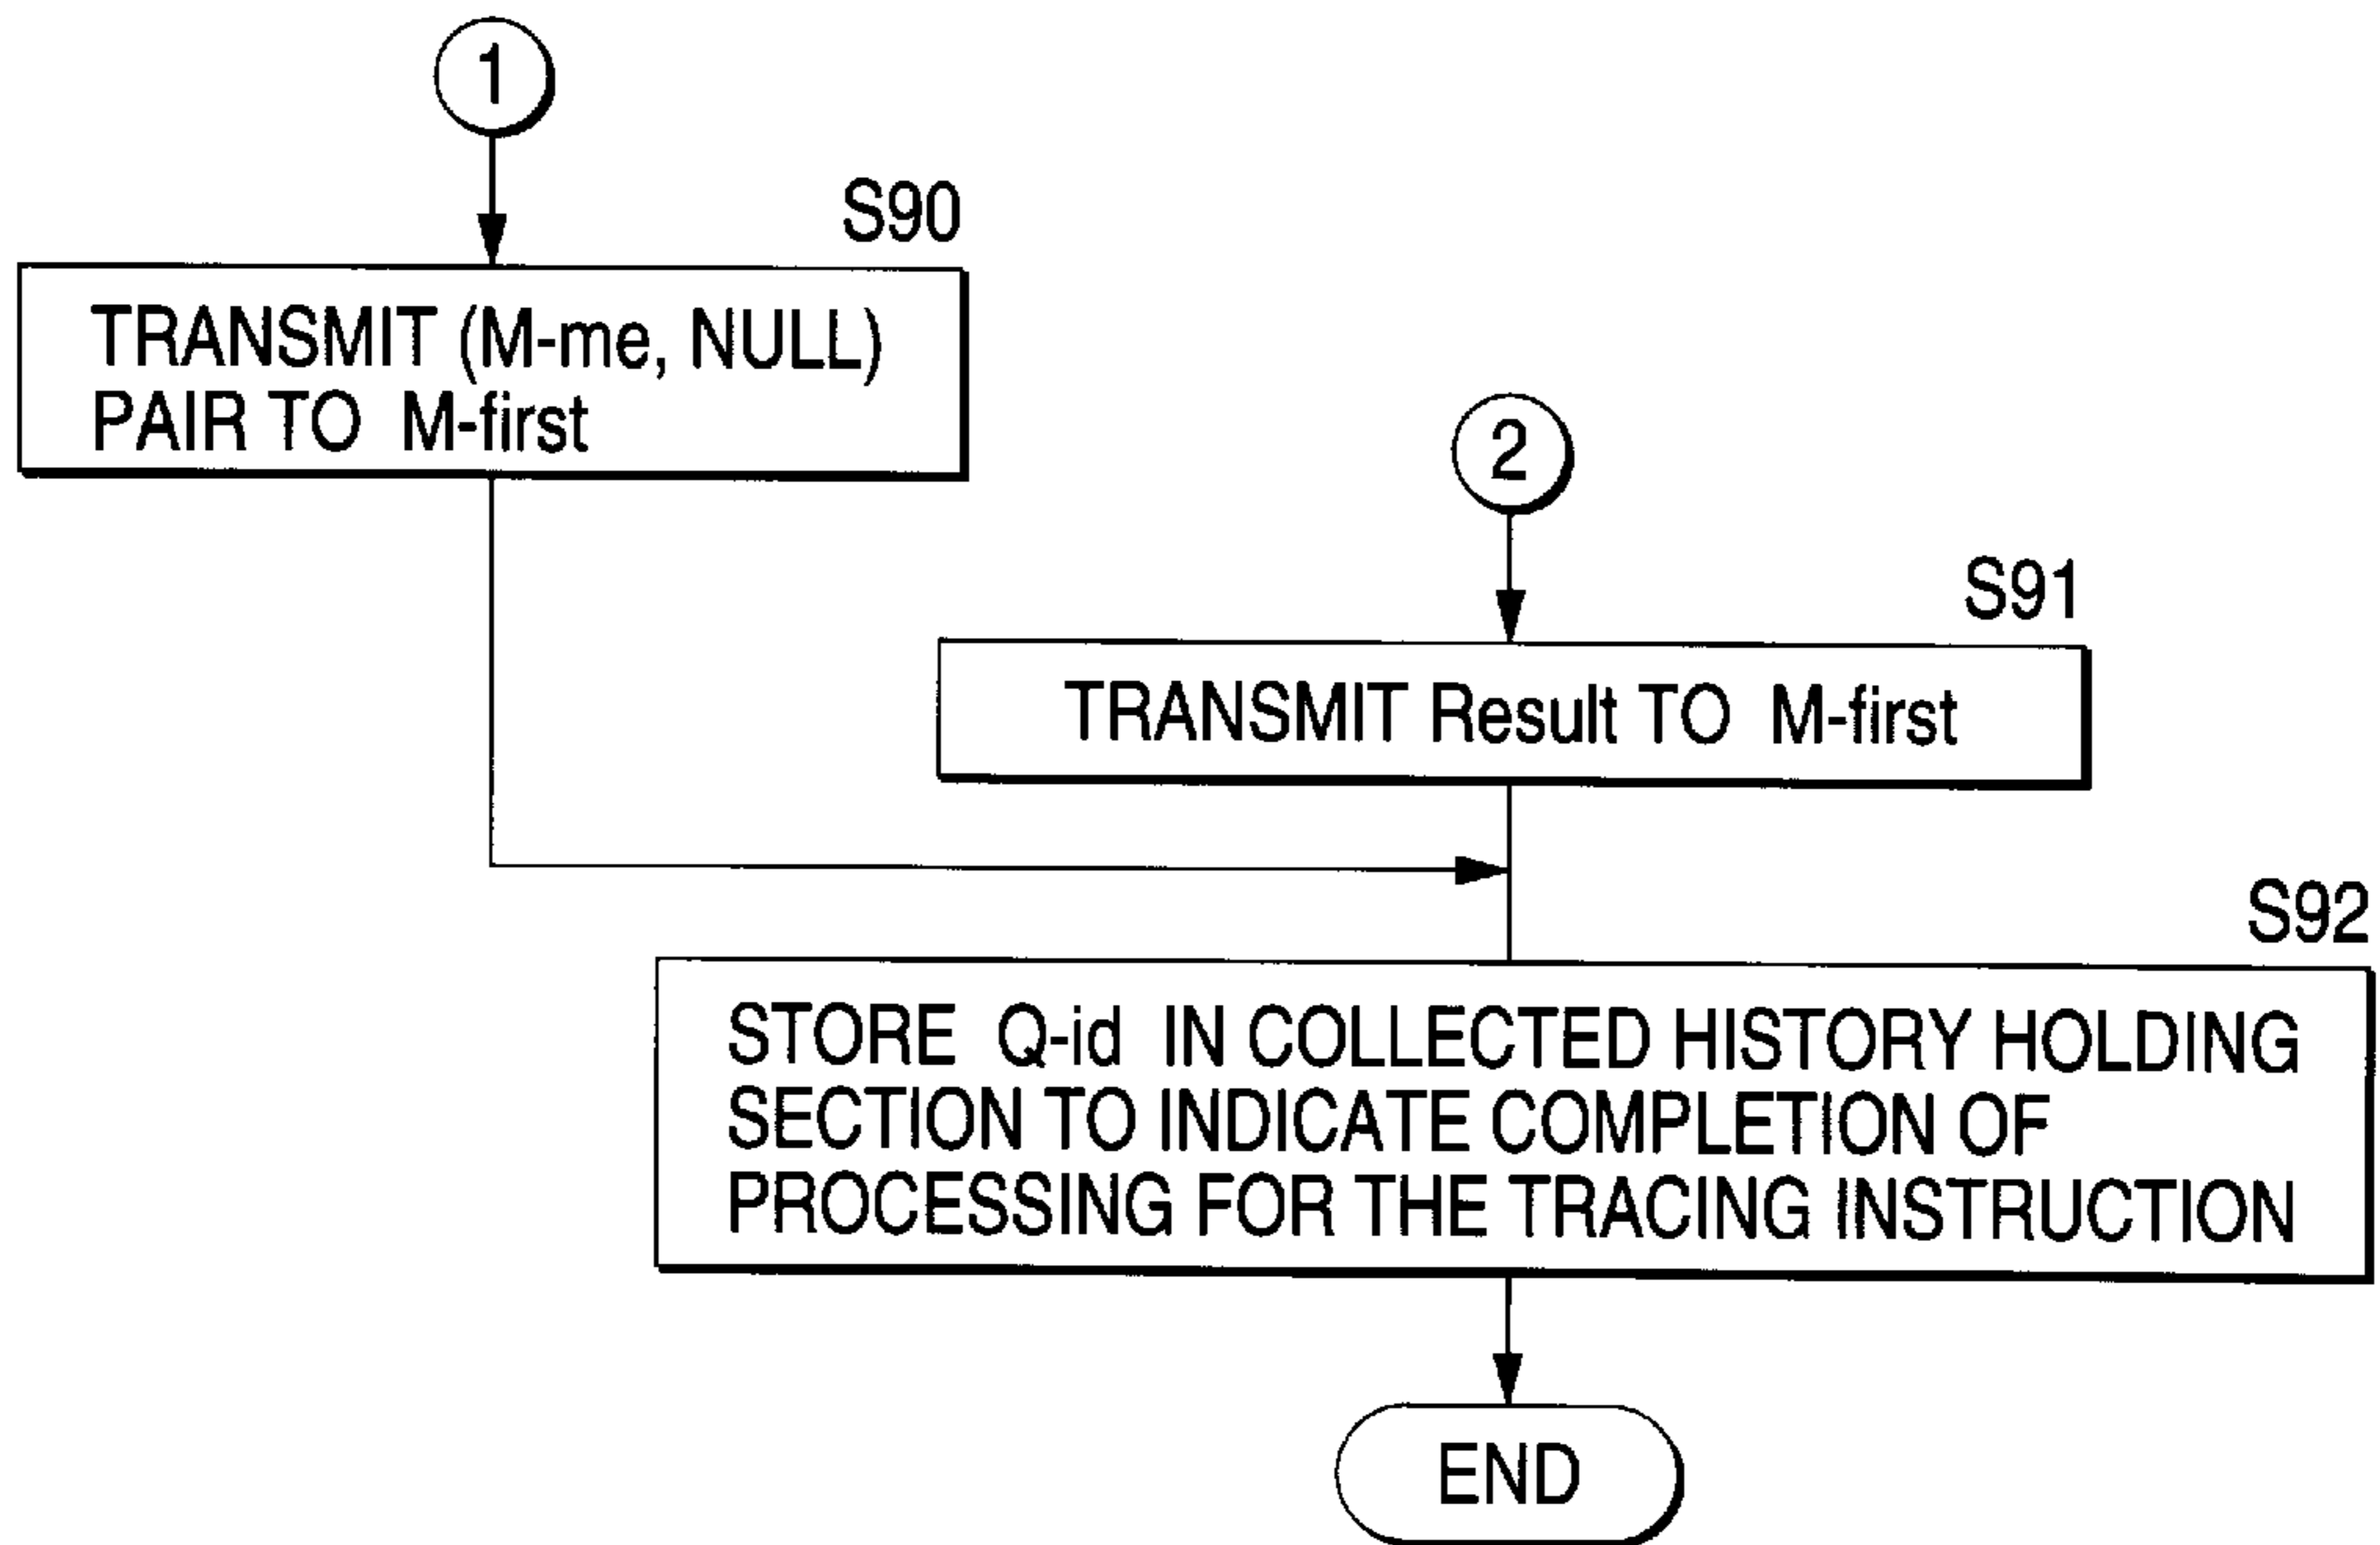 1
S90
TRANSMIT (M-me, NULL)
PAIR TO M-first
2
S91
TRANSMIT Result TO M-first
S92
STORE Q-id IN COLLECTED HISTORY HOLDING
SECTION TO INDICATE COMPLETION OF
PROCESSING FOR THE TRACING INSTRUCTION
END